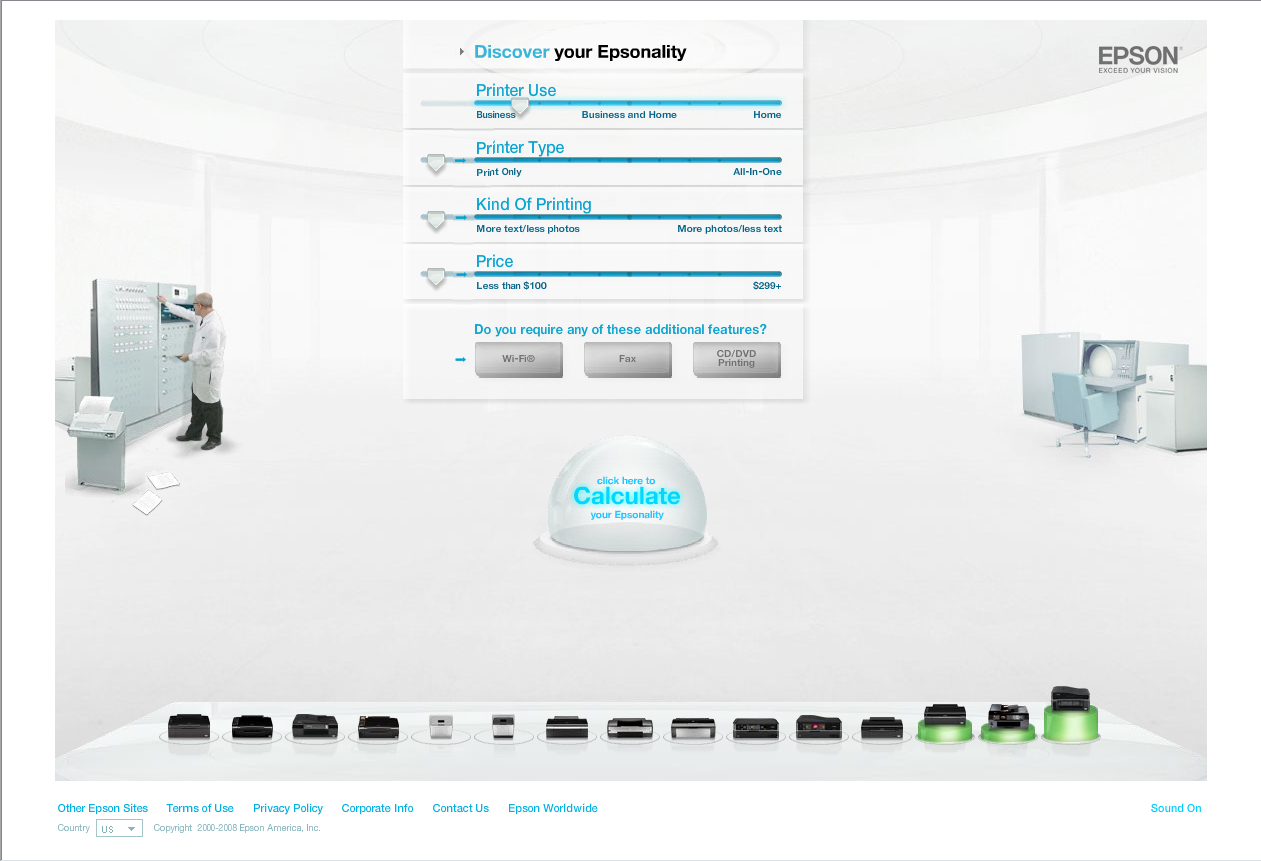 Discover your Epsonality
EPSON
EXCEED YOUR VISION
Printer Use
Business
Business and Home
Home
Printer Type
Print Only
All-In-One
Kind Of Printing
More text/less photos
More photos/less text
Price
Less than $100
$299+
Do you require any of these additional features?
Wi-Fi®
Fax
CD/DVD
Printing
click here to
Calculate
your Epsonality
Other Epsom Sites Terms of Use Privacy Policy Corporate Info Contact Us Epson Worldwide
Sound On
Country US Copyright 2000-2008 Epson America, Inc.